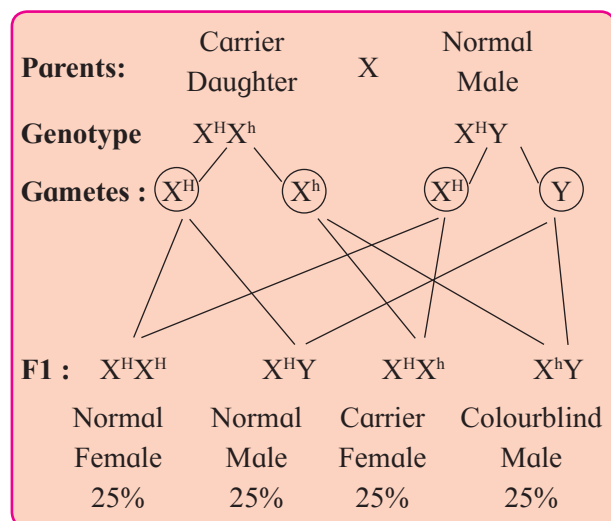 Carrier Normal
Parents: X
Daughter Male
Genotype XᴴXʰ XᴴY
Gametes : Xᴴ Xʰ Xᴴ Y
F1 : XᴴXᴴ XᴴY XᴴXʰ XʰY
Normal Normal Carrier Colourblind
Female Male Female Male
25% 25% 25% 25%